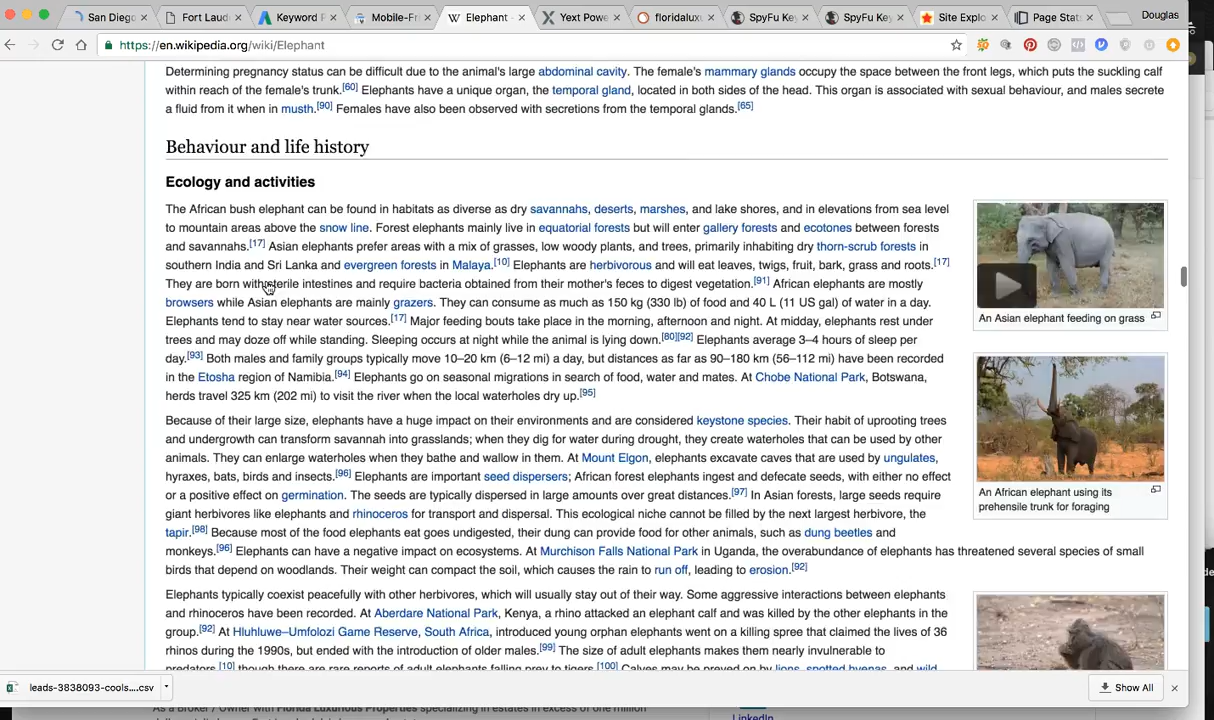 San Diego
Fort Laud
Keyword P
Mobile-Fr
Elephant -
Yext Powe
floridalux
SpyFu Key
SpyFu Key
Site Explo
Page Stat
Douglas
https://en.wikipedia.org/wiki/Elephant
Determining pregnancy status can be difficult due to the animal's large abdominal cavity. The female's mammary glands occupy the space between the front legs, which puts the suckling calf
within reach of the female's trunk.[60] Elephants have a unique organ, the temporal gland, located in both sides of the head. This organ is associated with sexual behaviour, and males secrete
a fluid from it when in musth.[90] Females have also been observed with secretions from the temporal glands.[65]
Behaviour and life history
Ecology and activities
The African bush elephant can be found in habitats as diverse as dry savannahs, deserts, marshes, and lake shores, and in elevations from sea level
to mountain areas above the snow line. Forest elephants mainly live in equatorial forests but will enter gallery forests and ecotones between forests
and savannahs.[17] Asian elephants prefer areas with a mix of grasses, low woody plants, and trees, primarily inhabiting dry thorn-scrub forests in
southern India and Sri Lanka and evergreen forests in Malaya.[10] Elephants are herbivorous and will eat leaves, twigs, fruit, bark, grass and roots.[17]
They are born with sterile intestines and require bacteria obtained from their mother's feces to digest vegetation.[91] African elephants are mostly
browsers while Asian elephants are mainly grazers. They can consume as much as 150 kg (330 lb) of food and 40 L (11 US gal) of water in a day.
Elephants tend to stay near water sources.[17] Major feeding bouts take place in the morning, afternoon and night. At midday, elephants rest under
trees and may doze off while standing. Sleeping occurs at night while the animal is lying down.[80][92] Elephants average 3–4 hours of sleep per
day.[93] Both males and family groups typically move 10–20 km (6–12 mi) a day, but distances as far as 90–180 km (56–112 mi) have been recorded
in the Etosha region of Namibia.[94] Elephants go on seasonal migrations in search of food, water and mates. At Chobe National Park, Botswana,
herds travel 325 km (202 mi) to visit the river when the local waterholes dry up.[95]
An Asian elephant feeding on grass
Because of their large size, elephants have a huge impact on their environments and are considered keystone species. Their habit of uprooting trees
and undergrowth can transform savannah into grasslands; when they dig for water during drought, they create waterholes that can be used by other
animals. They can enlarge waterholes when they bathe and wallow in them. At Mount Elgon, elephants excavate caves that are used by ungulates,
hyraxes, bats, birds and insects.[96] Elephants are important seed dispersers; African forest elephants ingest and defecate seeds, with either no effect
or a positive effect on germination. The seeds are typically dispersed in large amounts over great distances.[97] In Asian forests, large seeds require
giant herbivores like elephants and rhinoceros for transport and dispersal. This ecological niche cannot be filled by the next largest herbivore, the
tapir.[98] Because most of the food elephants eat goes undigested, their dung can provide food for other animals, such as dung beetles and
monkeys.[96] Elephants can have a negative impact on ecosystems. At Murchison Falls National Park in Uganda, the overabundance of elephants has threatened several species of small
birds that depend on woodlands. Their weight can compact the soil, which causes the rain to run off, leading to erosion.[92]
An African elephant using its
prehensile trunk for foraging
Elephants typically coexist peacefully with other herbivores, which will usually stay out of their way. Some aggressive interactions between elephants
and rhinoceros have been recorded. At Aberdare National Park, Kenya, a rhino attacked an elephant calf and was killed by the other elephants in the
group.[92] At Hluhluwe–Umfolozi Game Reserve, South Africa, introduced young orphan elephants went on a killing spree that claimed the lives of 36
rhinos during the 1990s, but ended with the introduction of older males.[99] The size of adult elephants makes them nearly invulnerable to
predators,[10] though there are rare reports of adult elephants falling prey to tigers.[100] Calves may be preyed on by lions, spotted hyenas, and wild
leads-3838093-cools....csv
Show All
As a Broker / Owner with Florida Luxurious Properties specializing in estates in excess of one million
LinkedIn